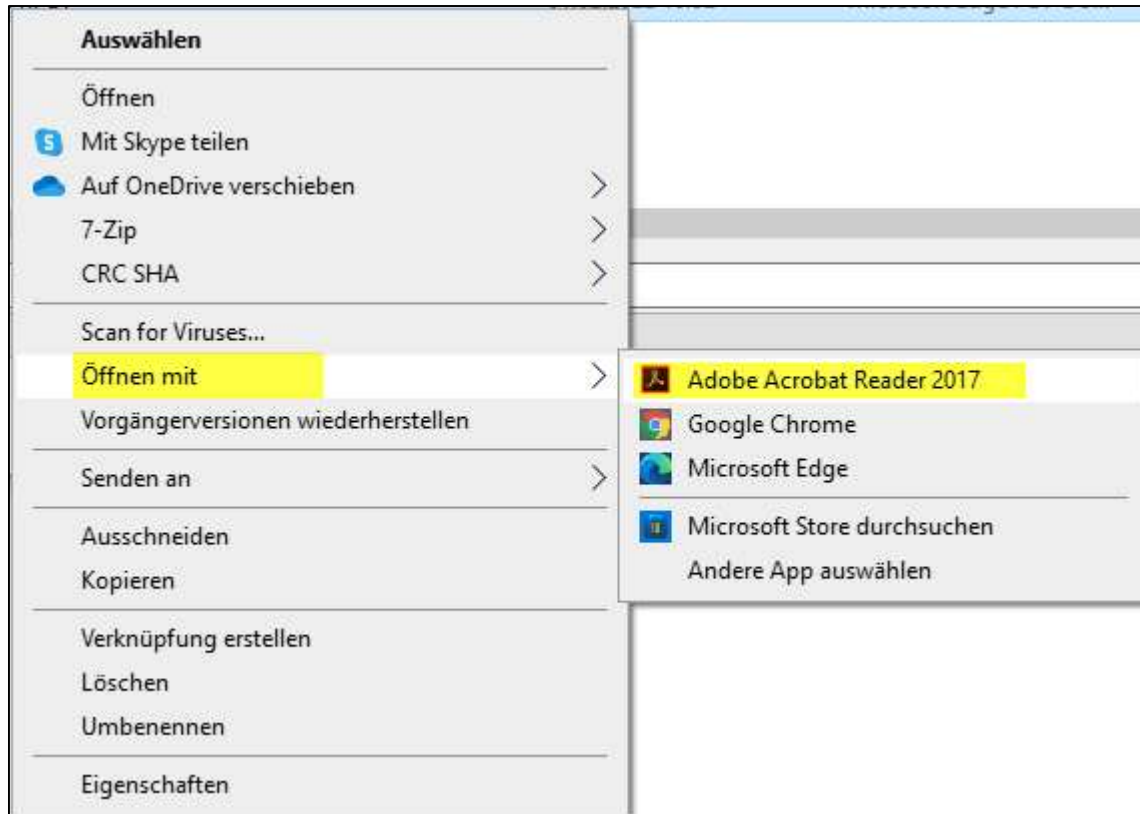 Auswählen
Öffnen
Mit Skype teilen
Auf OneDrive verschieben
7-Zip
CRC SHA
Scan for Viruses...
Öffnen mit
Vorgängerversionen wiederherstellen
Senden an
Ausschneiden
Kopieren
Verknüpfung erstellen
Löschen
Umbenennen
Eigenschaften
Adobe Acrobat Reader 2017
Google Chrome
Microsoft Edge
Microsoft Store durchsuchen
Andere App auswählen